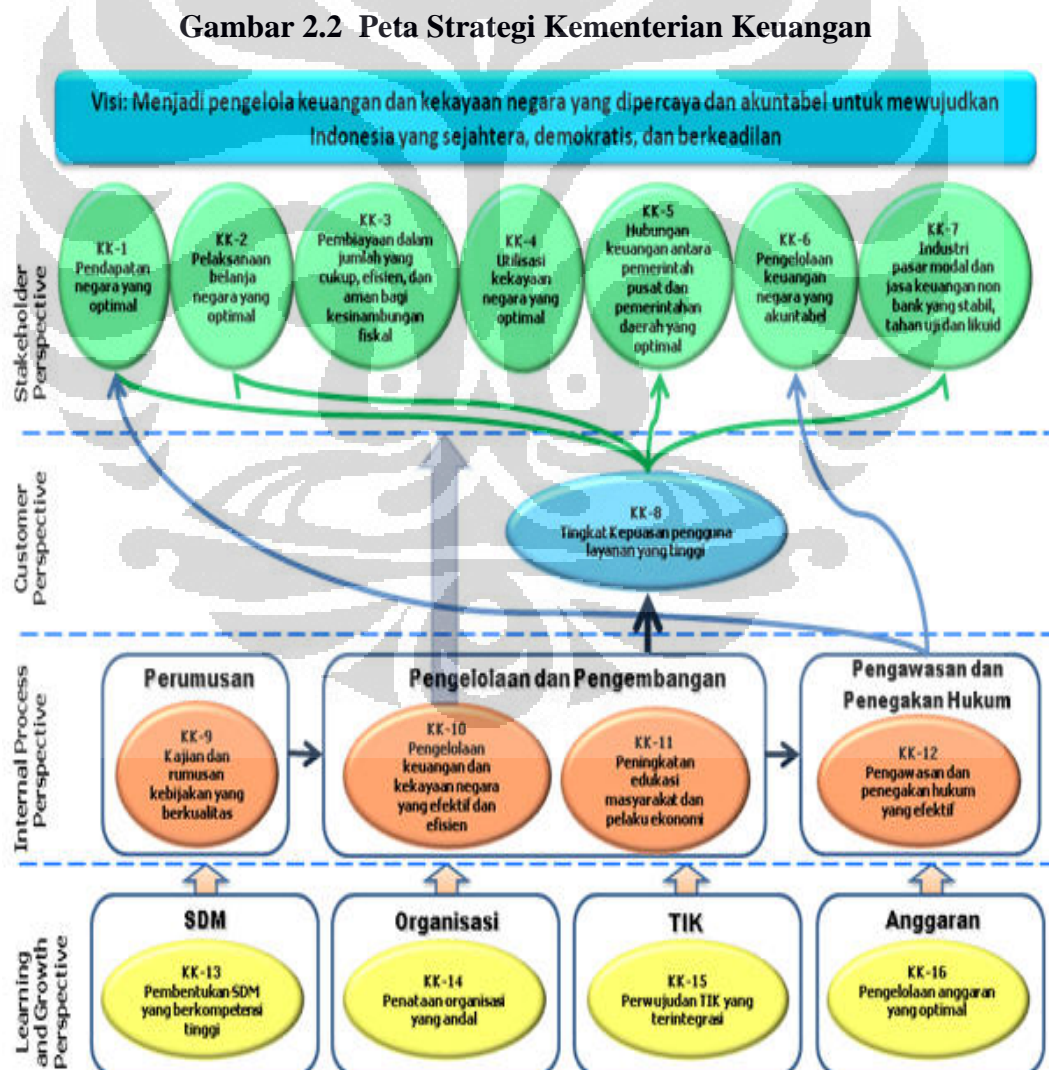 Gambar 2.2 Peta Strategi Kementerian Keuangan
Visi: Menjadi pengelola keuangan dan kekayaan negara yang dipercaya dan akuntabel untuk mewujudkan
Indonesia yang sejahtera, demokratis, dan berkeadilan
Stakeholder
Perspective
KK-1
Pendapatan
negara yang
optimal
KK-2
Pelaksanaan
belanja
negara yang
optimal
KK-3
Pembiayaan dalam
jumlah yang
cukup, efisien, dan
aman bagi
kesinambungan
fiskal
KK-4
Utilisasi
kekayaan
negara yang
optimal
KK-5
Hubungan
keuangan antara
pemerintah
pusat dan
pemerintahan
daerah yang
optimal
KK-6
Pengelolaan
keuangan
negara yang
akuntabel
KK-7
Industri
pasar modal dan
jasa keuangan non
bank yang stabil,
tahan uji dan likuid
Customer
Perspective
KK-8
Tingkat Kepuasan pengguna
layanan yang tinggi
Internal Process
Perspective
Perumusan
KK-9
Kajian dan
rumusan
kebijakan yang
berkualitas
Pengelolaan dan Pengembangan
KK-10
Pengelolaan
keuangan dan
kekayaan negara
yang efektif dan
efisien
KK-11
Peningkatan
edukasi
masyarakat dan
pelaku ekonomi
Pengawasan dan
Penegakan Hukum
KK-12
Pengawasan dan
penegakan hukum
yang efektif
Learning
and Growth
Perspective
SDM
KK-13
Pembentukan SDM
yang berkompetensi
tinggi
Organisasi
KK-14
Penataan organisasi
yang andal
TIK
KK-15
Perwujudan TIK yang
terintegrasi
Anggaran
KK-16
Pengelolaan anggaran
yang optimal